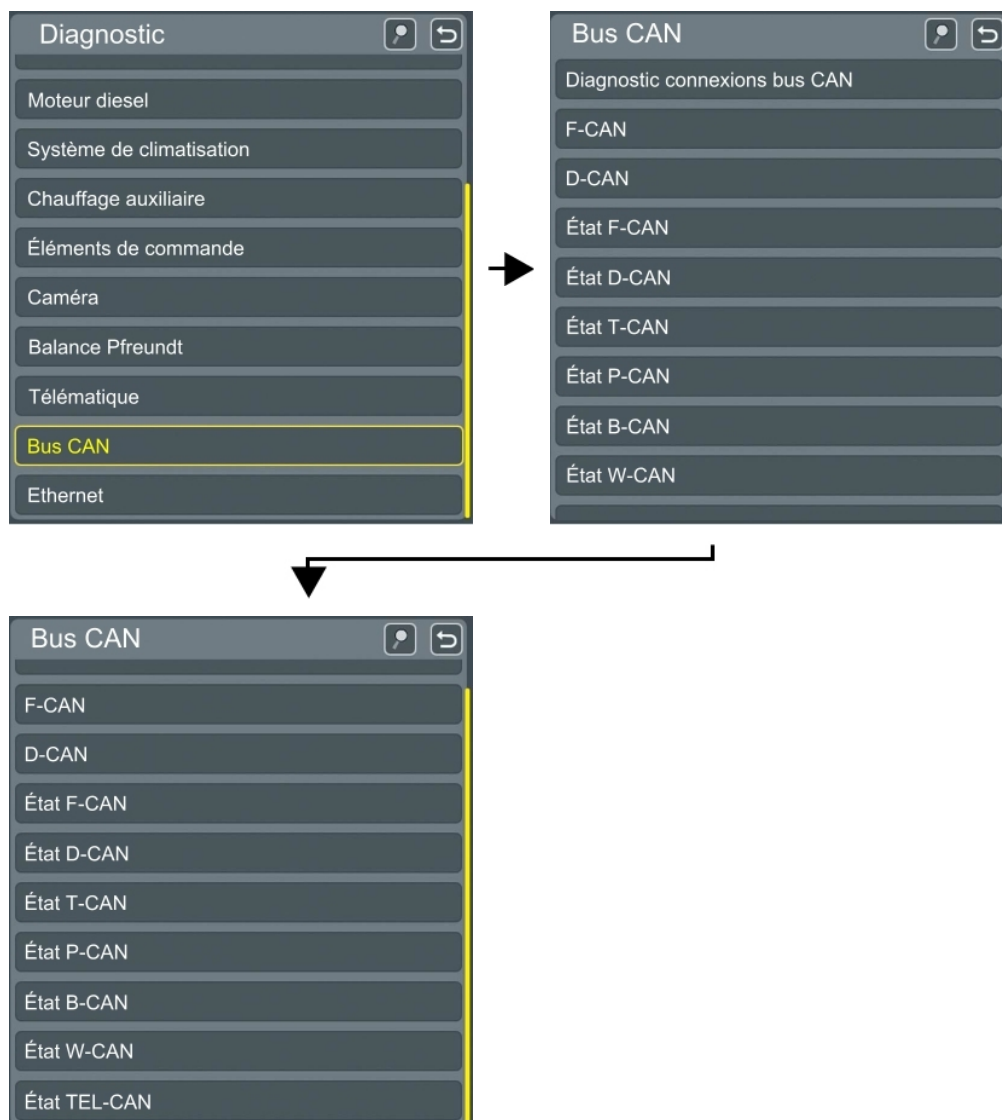 Diagnostic
Moteur diesel
Système de climatisation
Chauffage auxiliaire
Éléments de commande
Caméra
Balance Pfreundt
Télématique
Bus CAN
Ethernet
Bus CAN
Diagnostic connexions bus CAN
F-CAN
D-CAN
État F-CAN
État D-CAN
État T-CAN
État P-CAN
État B-CAN
État W-CAN
Bus CAN
F-CAN
D-CAN
État F-CAN
État D-CAN
État T-CAN
État P-CAN
État B-CAN
État W-CAN
État TEL-CAN